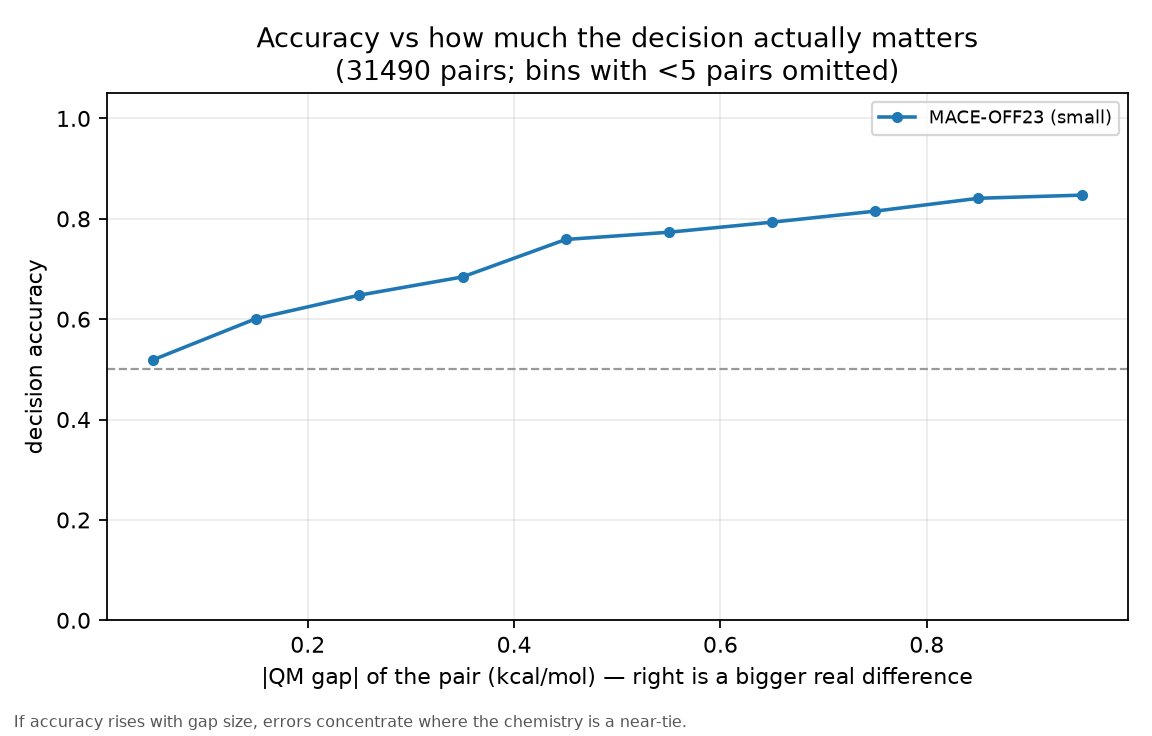 Accuracy vs how much the decision actually matters
(31490 pairs; bins with <5 pairs omitted)
MACE-OFF23 (small)
1.0
0.8
0.6
0.4
0.2
0.0
decision accuracy
0.2
0.4
0.6
0.8
|QM gap| of the pair (kcal/mol) — right is a bigger real difference
If accuracy rises with gap size, errors concentrate where the chemistry is a near-tie.